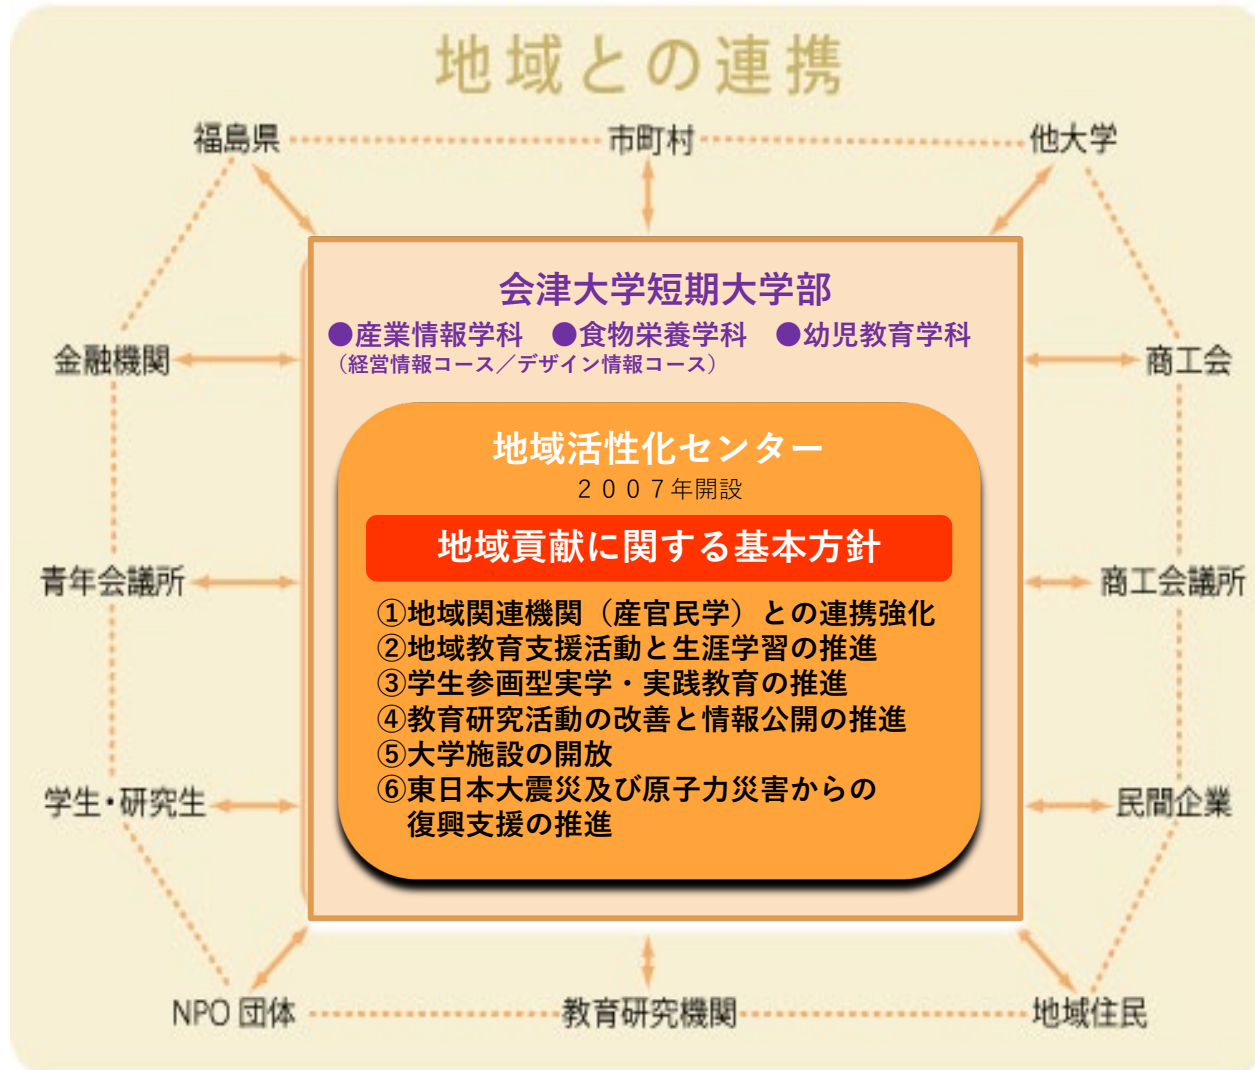 地域との連携
福島県
市町村
他大学
会津大学短期大学部
●産業情報学科 ●食物栄養学科 ●幼児教育学科
（経営情報コース／デザイン情報コース）
金融機関
商工会
地域活性化センター
２００７年開設
地域貢献に関する基本方針
青年会議所
商工会議所
①地域関連機関（産官民学）との連携強化
②地域教育支援活動と生涯学習の推進
③学生参画型実学・実践教育の推進
④教育研究活動の改善と情報公開の推進
⑤大学施設の開放
⑥東日本大震災及び原子力災害からの
復興支援の推進
学生・研究生
民間企業
NPO 団体
教育研究機関
地域住民